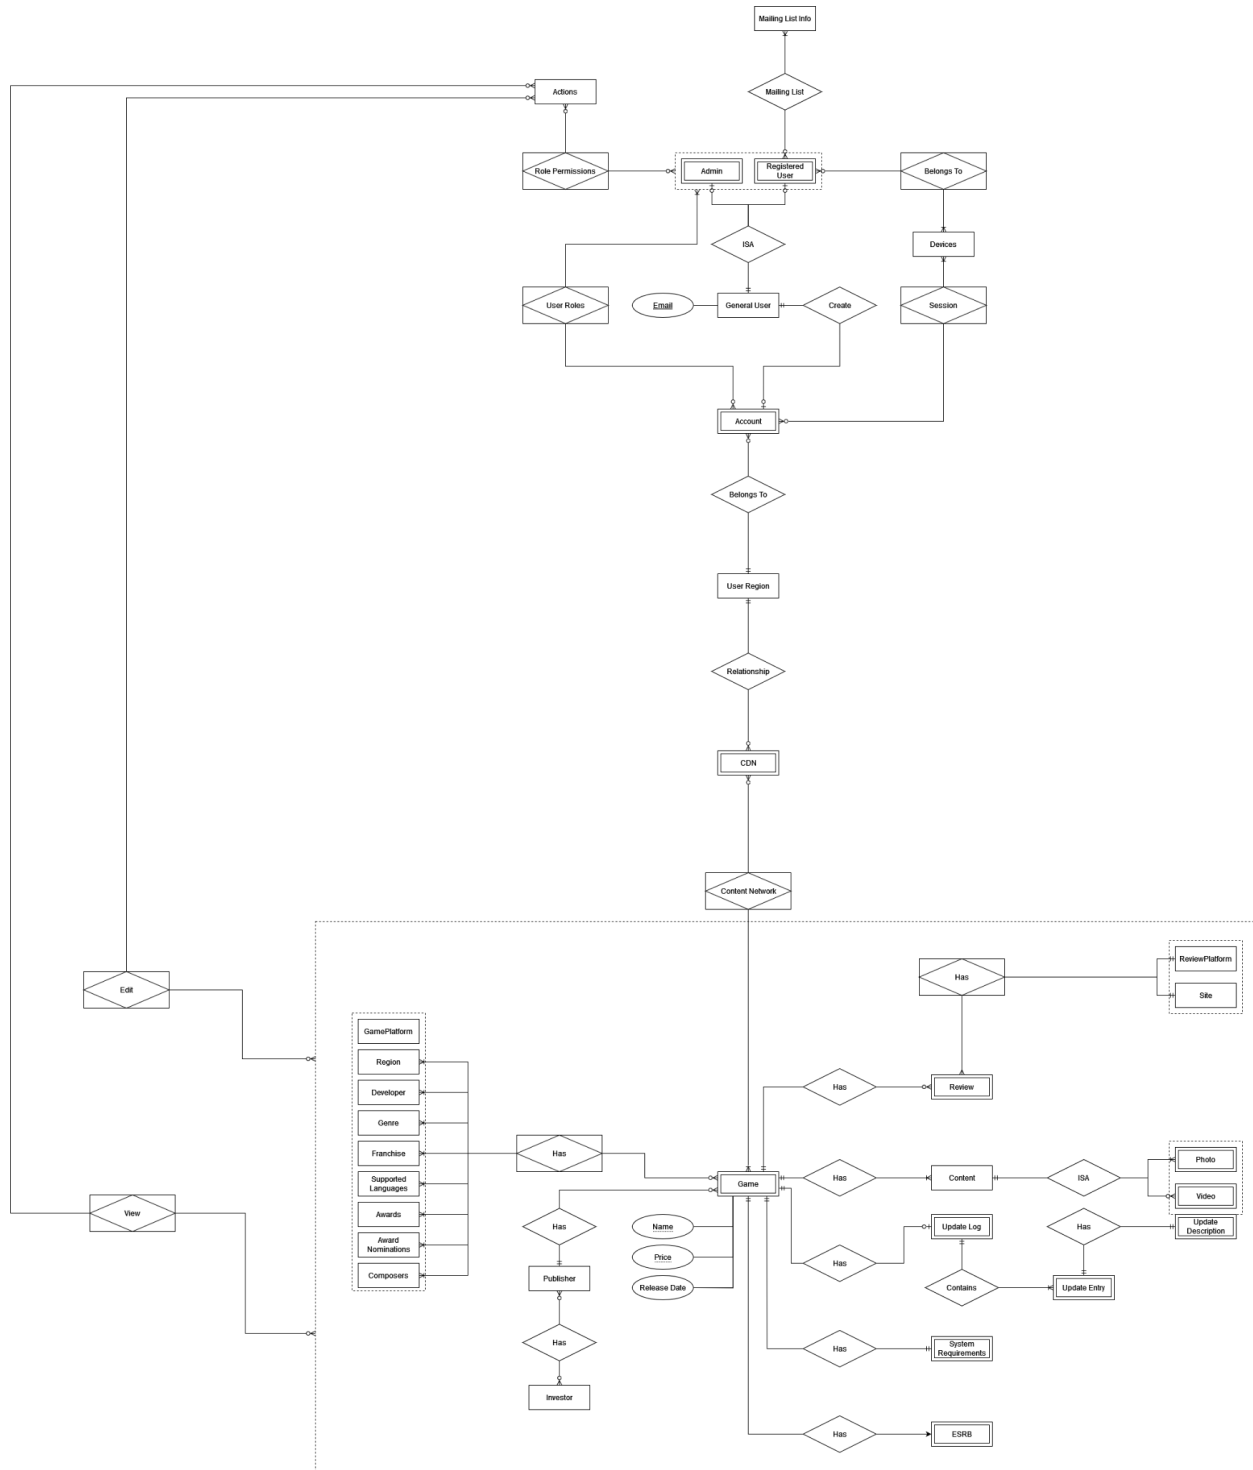 Mailing List Info
Actions
Mailing List
Role Permissions
Admin
Registered
User
Belongs To
ISA
Devices
User Roles
Email
General User
Create
Session
Account
Belongs To
User Region
Relationship
CDN
Content Network
Edit
Has
ReviewPlatform
Site
GamePlatform
Region
Developer
Genre
Franchise
Supported
Languages
Awards
Award
Nominations
Composers
Has
Has
Review
View
Has
Publisher
Has
Investor
Game
Name
Price
Release Date
Has
Content
ISA
Photo
Video
Has
Update Log
Has
Update
Description
Contains
Update Entry
Has
System
Requirements
Has
ESRB